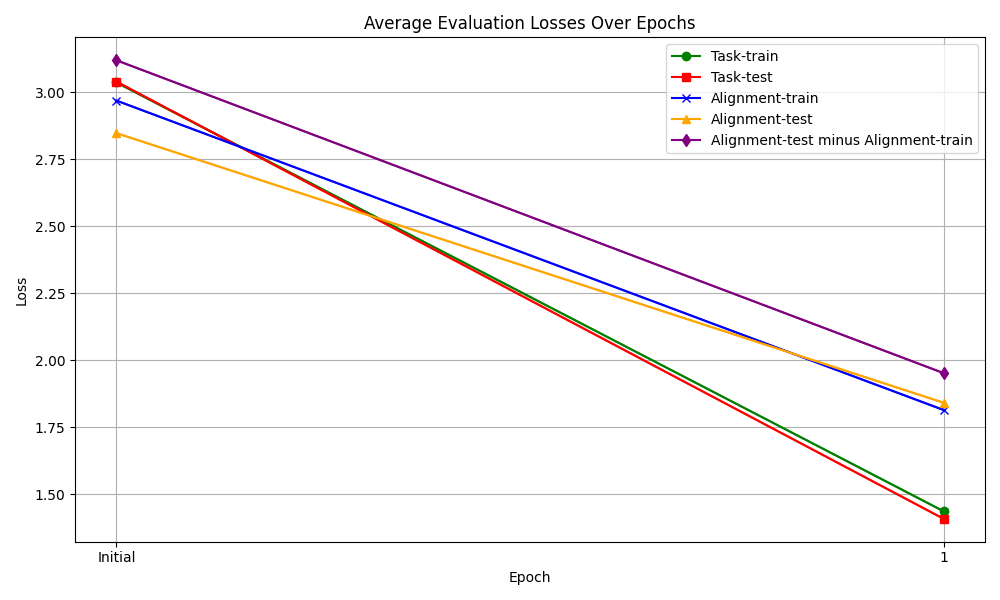 Average Evaluation Losses Over Epochs
Task-train
Task-test
Alignment-train
Alignment-test
Alignment-test minus Alignment-train
Loss
3.00
2.75
2.50
2.25
2.00
1.75
1.50
Initial
1
Epoch